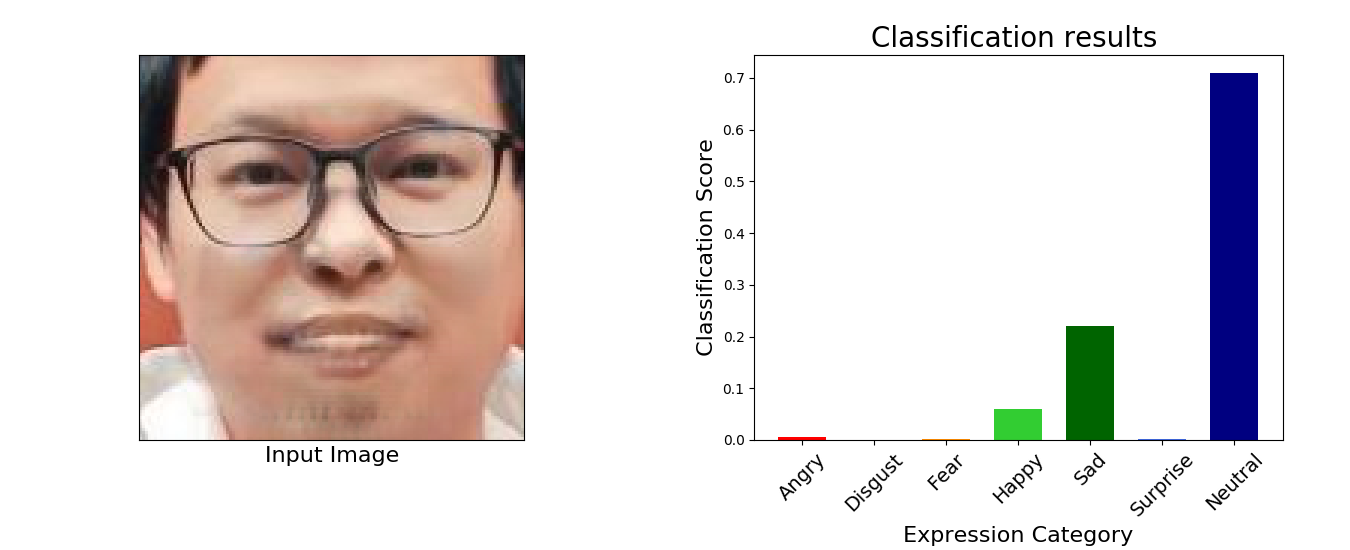 Input Image
Classification results
Classification Score
0.7
0.6
0.5
0.4
0.3
0.2
0.1
0.0
Angry
Disgust
Fear
Happy
Sad
Surprise
Neutral
Expression Category